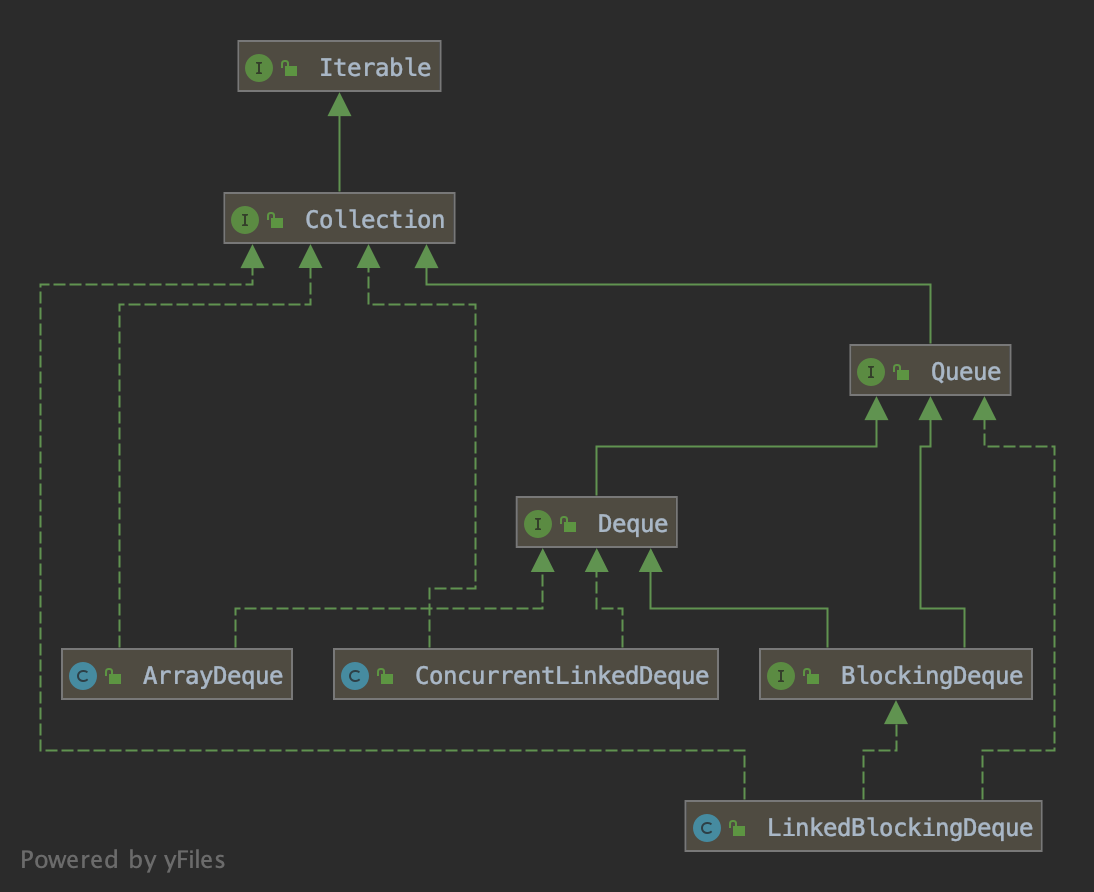 I Iterable
I Collection
I Queue
I Deque
C ArrayDeque
C ConcurrentLinkedDeque
I BlockingDeque
C LinkedBlockingDeque
Powered by yFiles